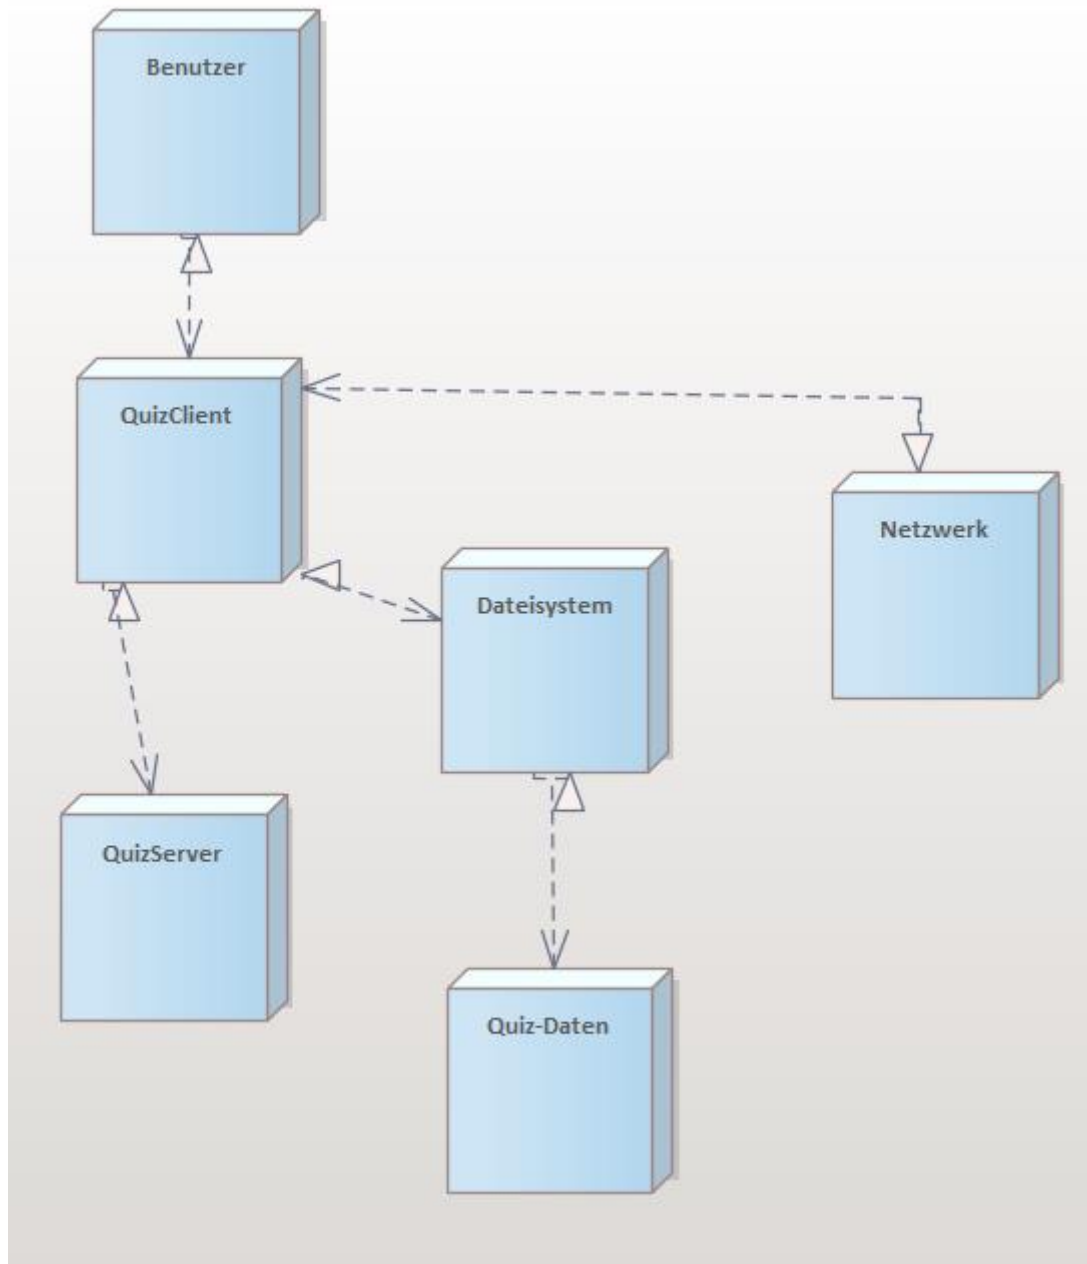 Benutzer
QuizClient
Netzwerk
Dateisystem
QuizServer
Quiz-Daten